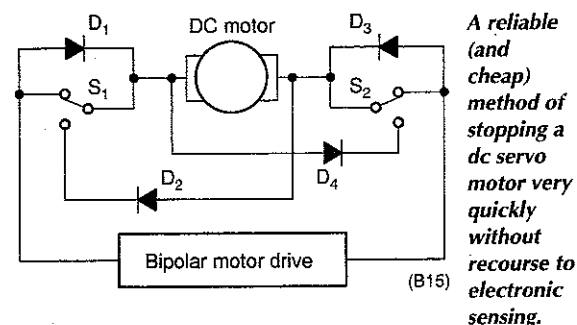 D1
DC motor
D3
S1
S2
D2
D4
Bipolar motor drive
(B15)
A reliable
(and
cheap)
method of
stopping a
dc servo
motor very
quickly
without
recourse to
electronic
sensing.